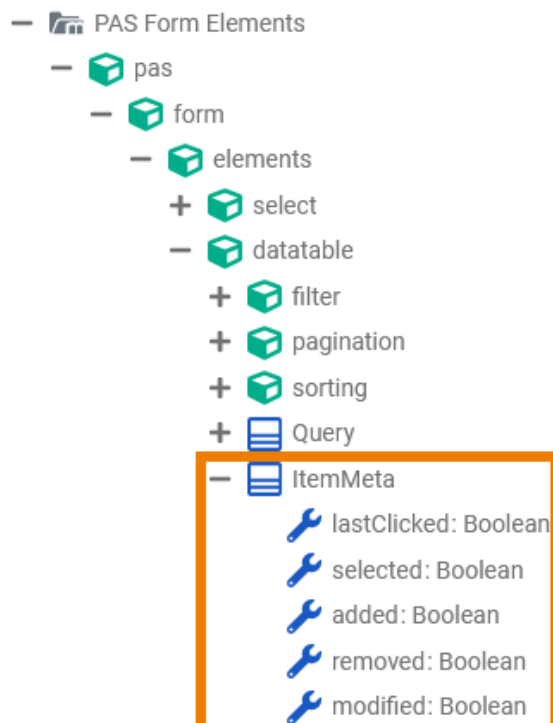 PAS Form Elements
pas
form
elements
select
datatable
filter
pagination
sorting
Query
ItemMeta
lastClicked: Boolean
selected: Boolean
added: Boolean
removed: Boolean
modified: Boolean